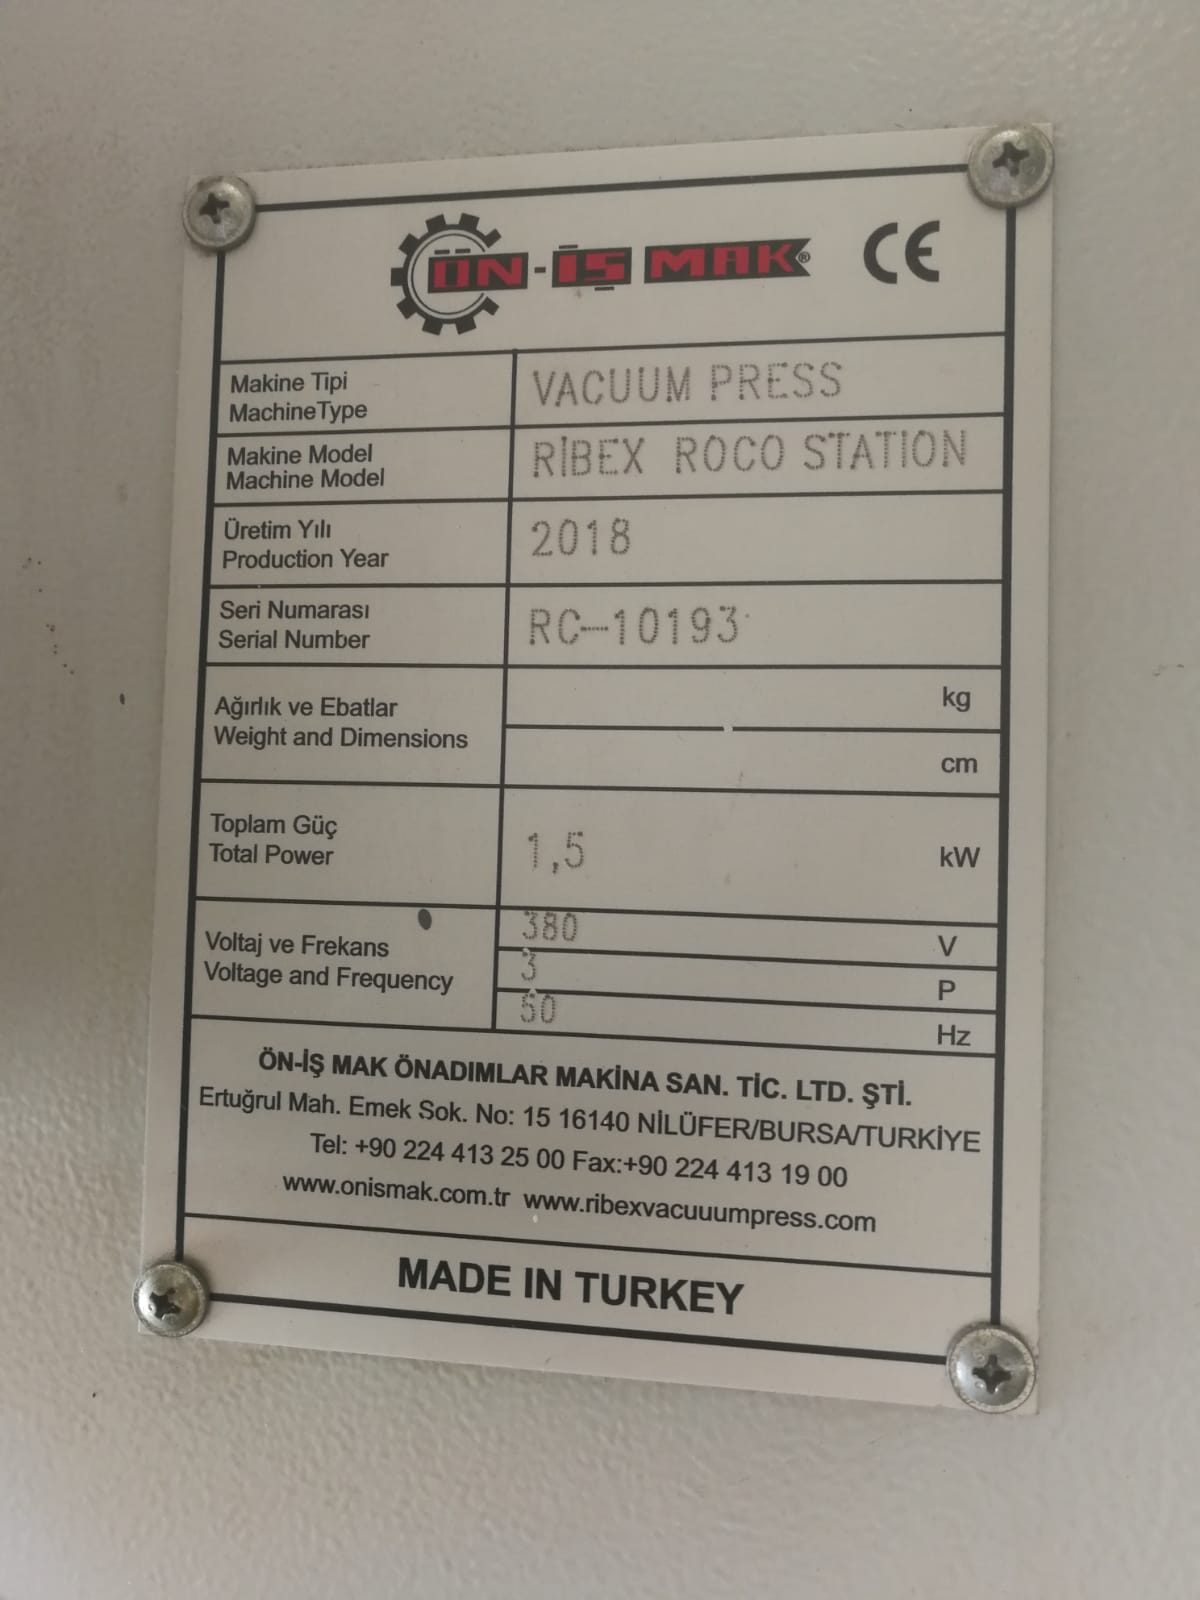 ÖN-İŞ MAK® CE
Makine Tipi
MachineType
VACUUM PRESS
Makine Model
Machine Model
RİBEX ROCO STATION
Üretim Yılı
Production Year
2018
Seri Numarası
Serial Number
RC-10193
Ağırlık ve Ebatlar
Weight and Dimensions
kg
cm
Toplam Güç
Total Power
1,5 kW
Voltaj ve Frekans
Voltage and Frequency
380 V
3 P
50 Hz
ÖN-İŞ MAK ÖNADIMLAR MAKİNA SAN. TİC. LTD. ŞTİ.
Ertuğrul Mah. Emek Sok. No: 15 16140 NİLÜFER/BURSA/TURKİYE
Tel: +90 224 413 25 00 Fax:+90 224 413 19 00
www.onismak.com.tr www.ribexvacuuumpress.com
MADE IN TURKEY